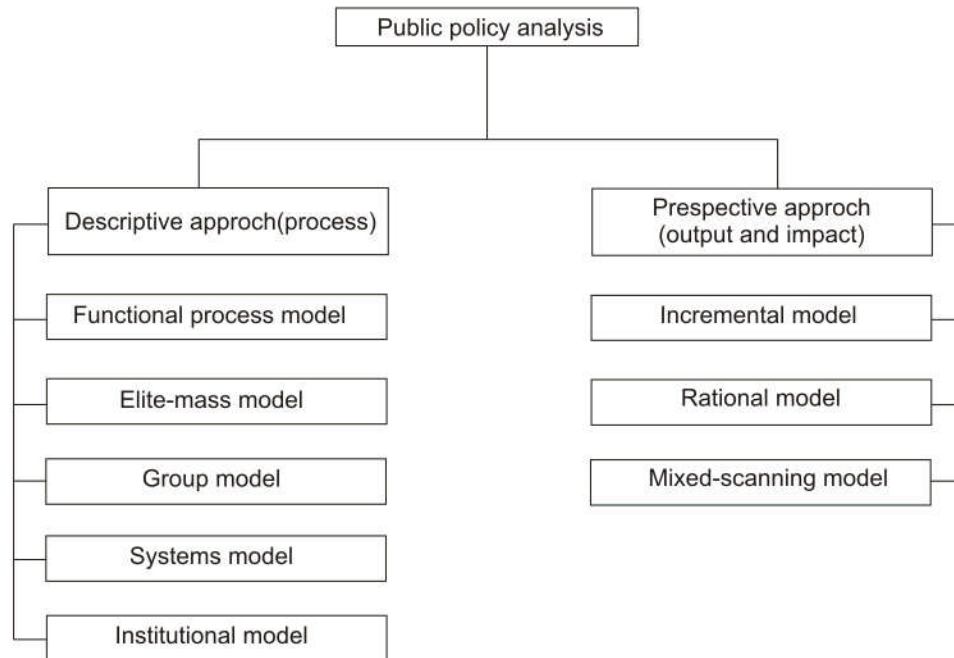 Public policy analysis
Descriptive approch(process)
Functional process model
Elite-mass model
Group model
Systems model
Institutional model
Prespective approch
(output and impact)
Incremental model
Rational model
Mixed-scanning model